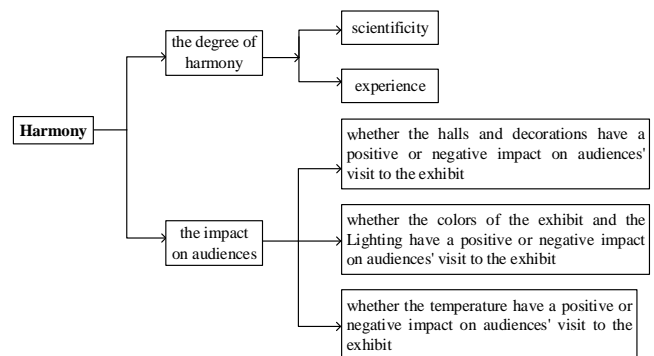 Harmony
the degree of
harmony
scientificity
experience
the impact
on audiences
whether the halls and decorations have a
positive or negative impact on audiences'
visit to the exhibit
whether the colors of the exhibit and the
Lighting have a positive or negative impact
on audiences' visit to the exhibit
whether the temperature have a positive or
negative impact on audiences' visit to the
exhibit